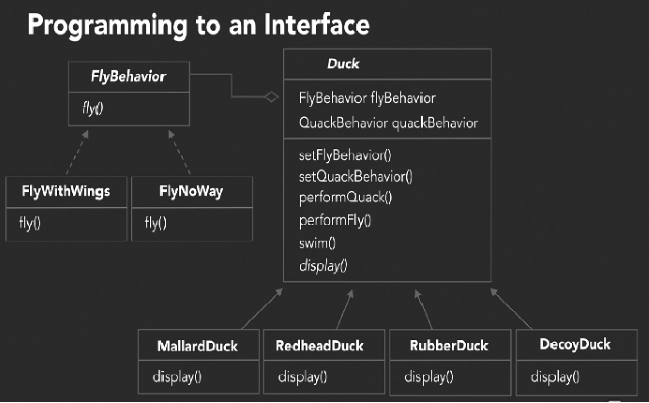 Programming to an Interface
FlyBehavior
fly()
FlyWithWings
fly()
FlyNoWay
fly()
Duck
FlyBehavior flyBehavior
QuackBehavior quackBehavior
setFlyBehavior()
setQuackBehavior()
performQuack()
performFly()
swim()
display()
MallardDuck
display()
RedheadDuck
display()
RubberDuck
display()
DecoyDuck
display()